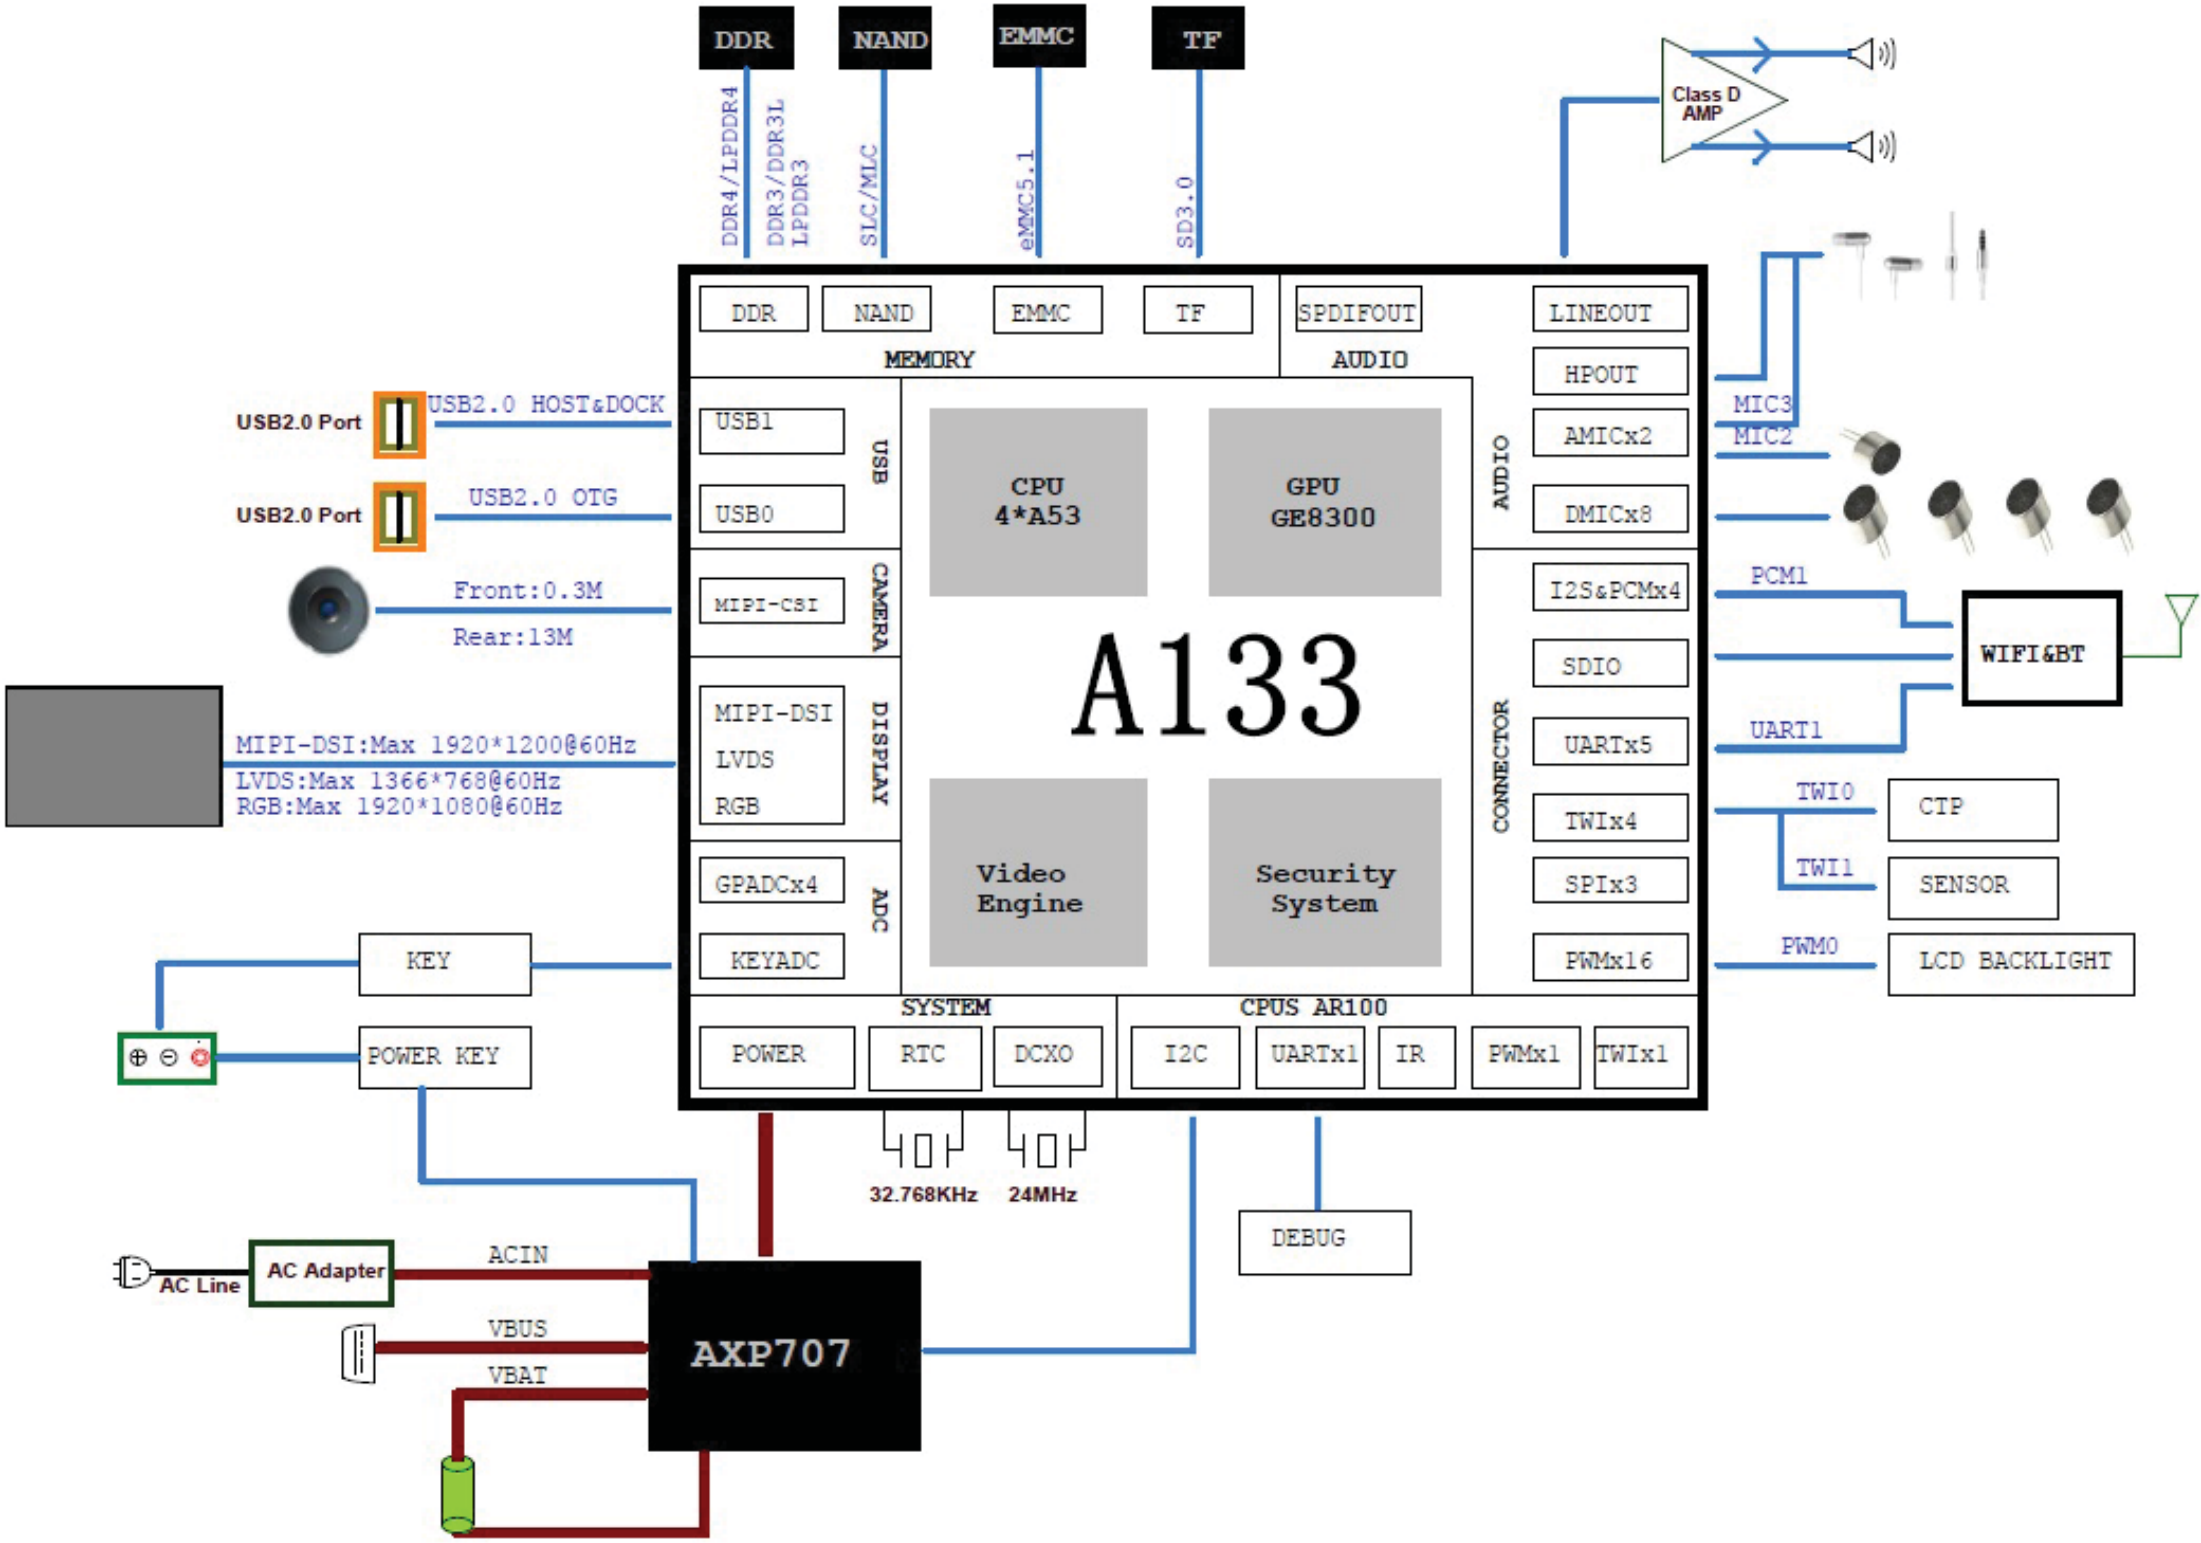 DDR
NAND
EMMC
TF
DDR4/LPDDR4
DDR3/DDR3L
LPDDR3
SLC/MLC
eMMC5.1
SD3.0
Class D
AMP
DDR
NAND
EMMC
TF
MEMORY
SPDIFOUT
AUDIO
LINEOUT
HPOUT
AMICx2
DMICx8
AUDIO
MIC3
MIC2
USB2.0 Port
USB2.0 HOST&DOCK
USB1
USB2.0 Port
USB2.0 OTG
USB0
USB
Front:0.3M
Rear:13M
MIPI-CSI
CAMERA
MIPI-DSI:Max 1920*1200@60Hz
LVDS:Max 1366*768@60Hz
RGB:Max 1920*1080@60Hz
MIPI-DSI
LVDS
RGB
DISPLAY
GPADCx4
KEYADC
ADC
CPU
4*A53
GPU
GE8300
A133
Video
Engine
Security
System
I2S&PCMx4
SDIO
UARTx5
TWIx4
SPIx3
PWMx16
CONNECTOR
PCM1
UART1
WIFI&BT
TWI0
CTP
TWI1
SENSOR
PWM0
LCD BACKLIGHT
KEY
POWER KEY
SYSTEM
POWER
RTC
DCXO
CPUS AR100
I2C
UARTx1
IR
PWMx1
TWIx1
32.768KHz
24MHz
DEBUG
AC Line
AC Adapter
ACIN
VBUS
VBAT
AXP707